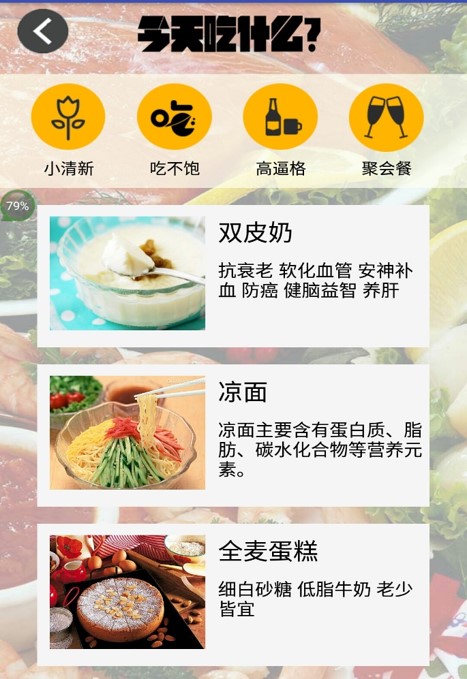 今天吃什么?
小清新 吃不饱 高逼格 聚会餐
79%
双皮奶
抗衰老 软化血管 安神补
血 防癌 健脑益智 养肝
凉面
凉面主要含有蛋白质、脂
肪、碳水化合物等营养元
素。
全麦蛋糕
细白砂糖 低脂牛奶 老少
皆宜